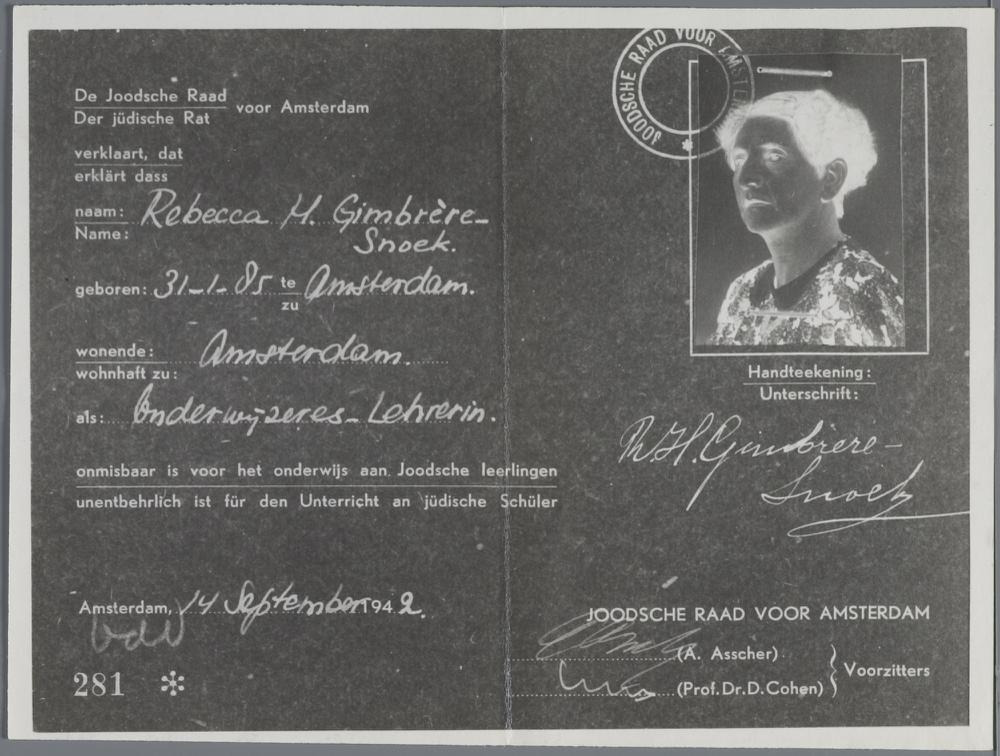 De Joodsche Raad
Der jüdische Rat
voor Amsterdam
verklaart, dat
erklärt dass
naam: Rebecca H. Gimbrère-
Name: Snoek.
geboren: 31-1-85 te Amsterdam.
zu
wonende: Amsterdam.
wohnhaft zu:
als: Onderwyzeres-Lehrerin.
onmisbaar is voor het onderwijs aan Joodsche leerlingen
unentbehrlich ist für den Unterricht an jüdische Schüler
Amsterdam, 14 September 1942.
281 *
JOODSCHE RAAD VOOR AMSTERDAM *
Handteekening:
Unterschrift:
R.H. Gimbrère-
Snoek
JOODSCHE RAAD VOOR AMSTERDAM
(A. Asscher)
(Prof. Dr. D. Cohen)
Voorzitters